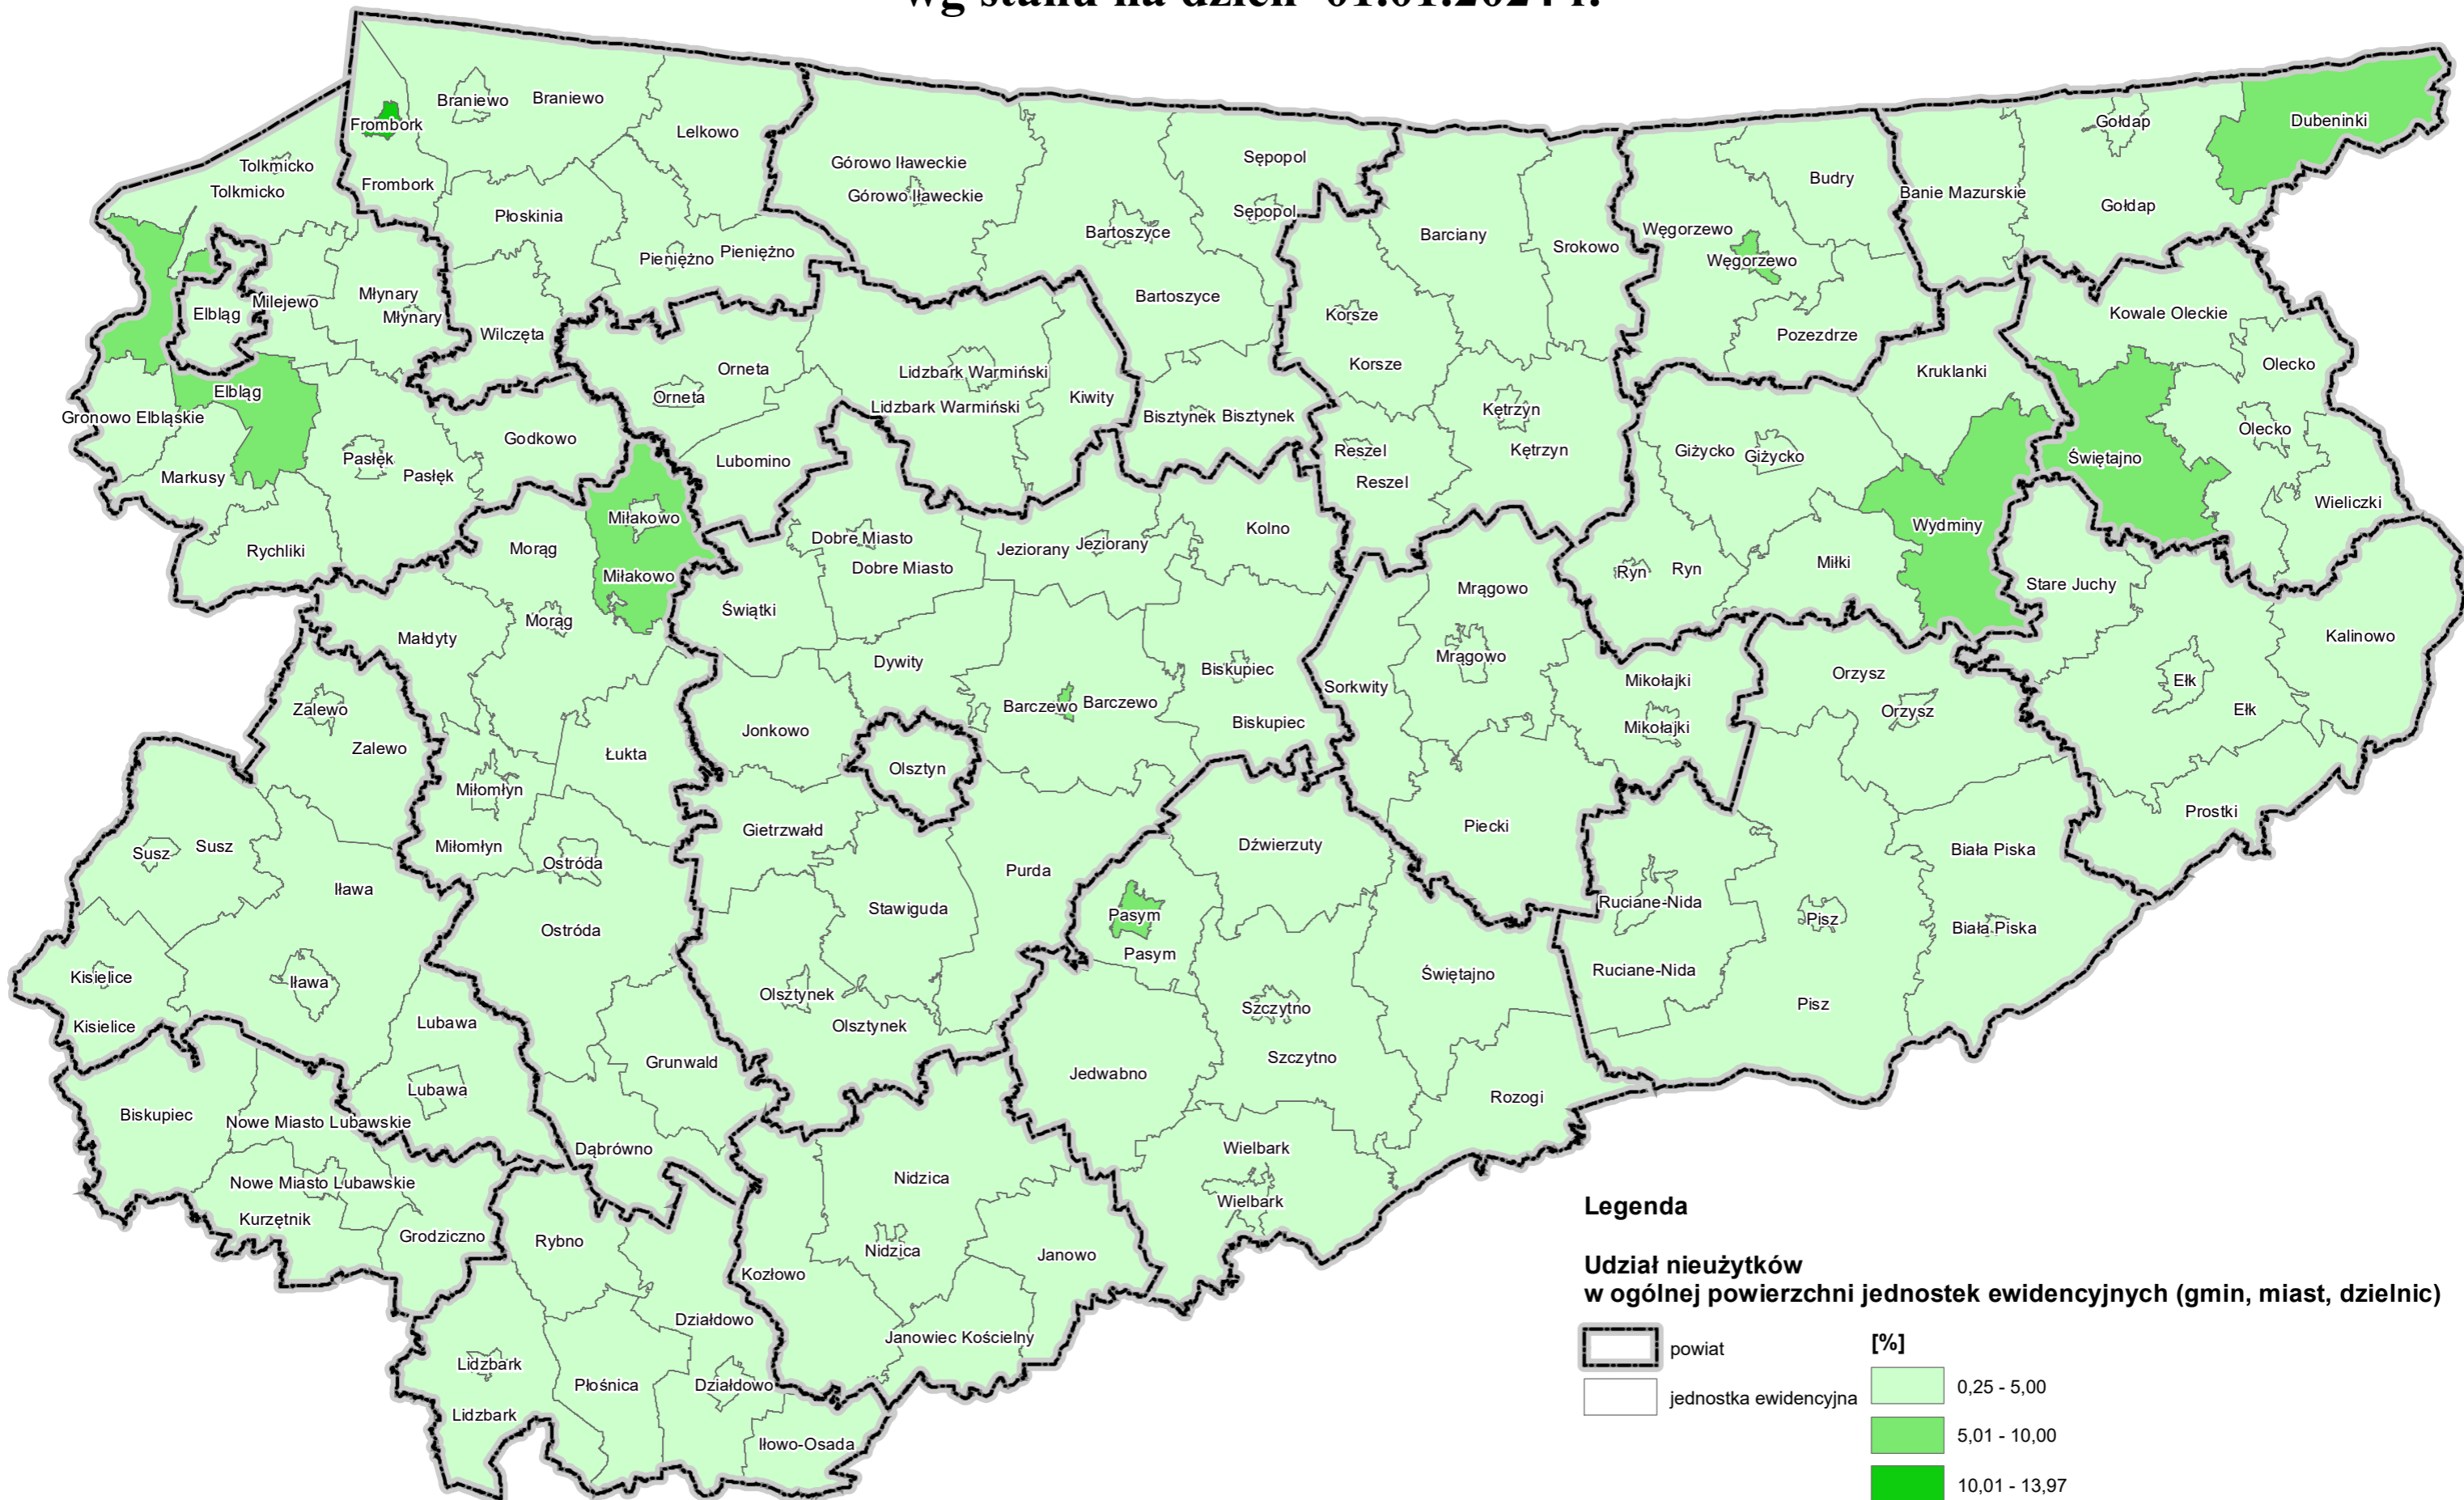 wg stanu na dzień 01.01.2024 r.
Braniewo
Braniewo
Frombork
Lelkowo
Gołdap
Dubeninki
Tolkmicko
Tolkmicko
Frombork
Górowo Iławeckie
Górowo Iławeckie
Sępopol
Sępopol
Budry
Banie Mazurskie
Gołdap
Płoskinia
Bartoszyce
Barciany
Srokowo
Węgorzewo
Węgorzewo
Pieniężno
Pieniężno
Młynary
Młynary
Milejewo
Elbląg
Bartoszyce
Korsze
Korsze
Kowale Oleckie
Wilczęta
Pozezdrze
Orneta
Orneta
Lidzbark Warmiński
Lidzbark Warmiński
Kiwity
Kruklanki
Olecko
Olecko
Elbląg
Gronowo Elbląskie
Bisztynek
Bisztynek
Kętrzyn
Kętrzyn
Godkowo
Pasłęk
Pasłęk
Markusy
Lubomino
Reszel
Reszel
Giżycko
Giżycko
Świętajno
Wieliczki
Miłakowo
Miłakowo
Wydminy
Rychliki
Morąg
Morąg
Dobre Miasto
Dobre Miasto
Jeziorany
Jeziorany
Kolno
Ryn
Ryn
Miłki
Stare Juchy
Świątki
Mrągowo
Mrągowo
Kalinowo
Małdyty
Dywity
Biskupiec
Biskupiec
Sorkwity
Mikołajki
Mikołajki
Orzysz
Orzysz
Ełk
Ełk
Zalewo
Zalewo
Barczewo
Barczewo
Jonkowo
Łukta
Olsztyn
Miłomłyn
Miłomłyn
Gietrzwałd
Piecki
Prostki
Susz
Susz
Ostróda
Ostróda
Dźwierzuty
Biała Piska
Biała Piska
Iława
Iława
Purda
Stawiguda
Pasym
Pasym
Ruciane-Nida
Ruciane-Nida
Pisz
Pisz
Kisielice
Kisielice
Olsztynek
Olsztynek
Świętajno
Szczytno
Szczytno
Lubawa
Lubawa
Grunwald
Jedwabno
Rozogi
Biskupiec
Nowe Miasto Lubawskie
Nowe Miasto Lubawskie
Dąbrówno
Wielbark
Wielbark
Nidzica
Nidzica
Kurzętnik
Grodziczno
Rybno
Janowo
Kozłowo
Działdowo
Działdowo
Janowiec Kościelny
Lidzbark
Lidzbark
Płośnica
Iłowo-Osada
Legenda
Udział nieużytków
w ogólnej powierzchni jednostek ewidencyjnych (gmin, miast, dzielnic)
powiat
jednostka ewidencyjna
[%]
0,25 - 5,00
5,01 - 10,00
10,01 - 13,97